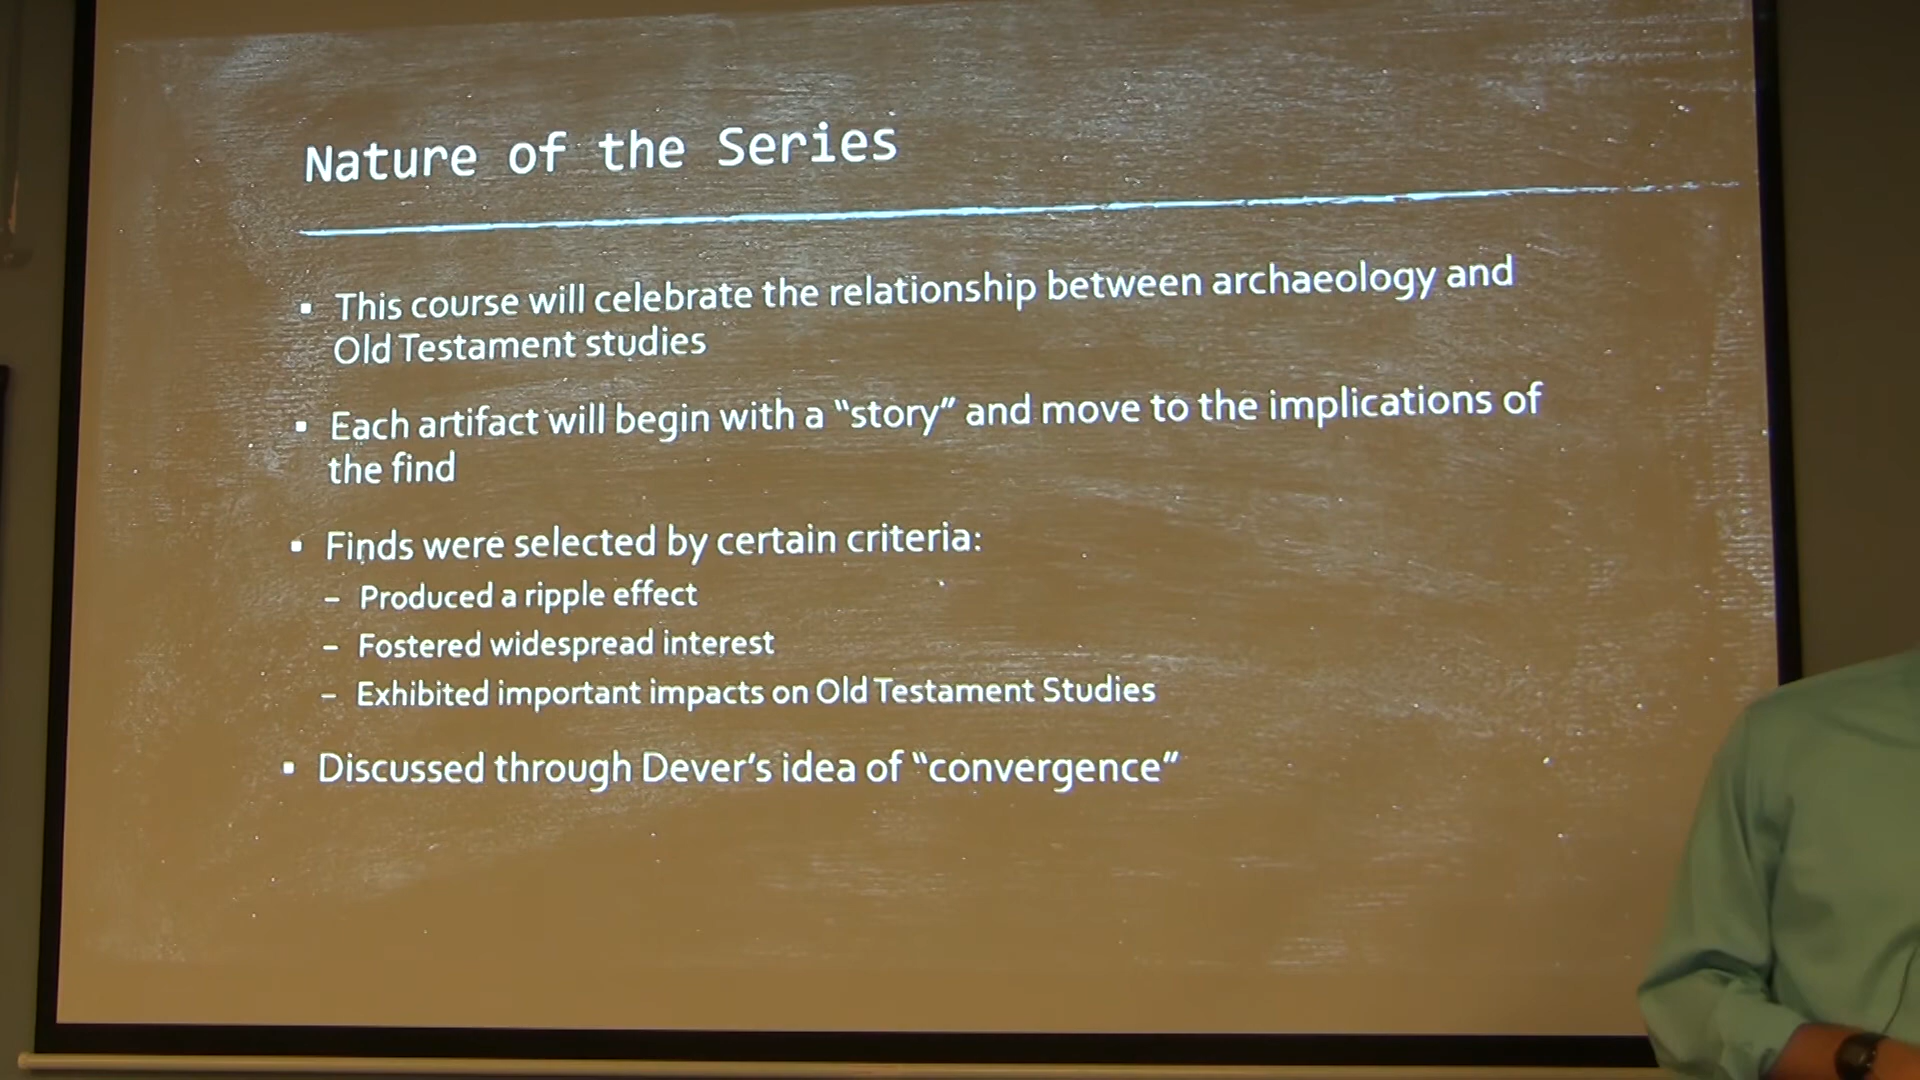 Nature of the Series
▪ This course will celebrate the relationship between archaeology and
Old Testament studies
▪ Each artifact will begin with a “story” and move to the implications of
the find
▪ Finds were selected by certain criteria:
– Produced a ripple effect
– Fostered widespread interest
– Exhibited important impacts on Old Testament Studies
▪ Discussed through Dever’s idea of “convergence”